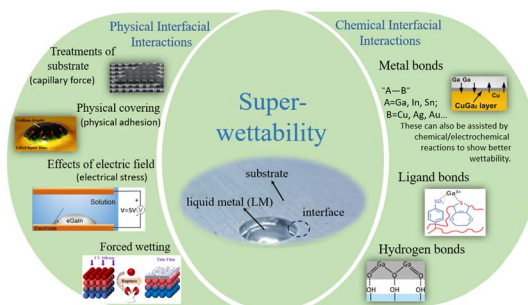 Physical Interfacial
Interactions
Treatments of
substrate
(capillary force)
Physical covering
(physical adhesion)
Effects of electric field
(electrical stress)
Solution
eGaIn
Electrode
V=5V
+
Forced wetting
Rupture
Thin Film
Super-
wettability
substrate
liquid metal (LM)
interface
Chemical Interfacial
Interactions
Metal bonds
"A—B"
A=Ga, In, Sn;
B=Cu, Ag, Au...
Ga Ga
Cu
CuGa₂ layer
These can also be assisted by
chemical/electrochemical
reactions to show better
wettability.
Ligand bonds
Ga³⁺
Hydrogen bonds
Ga Ga
O O O
OH OH OH